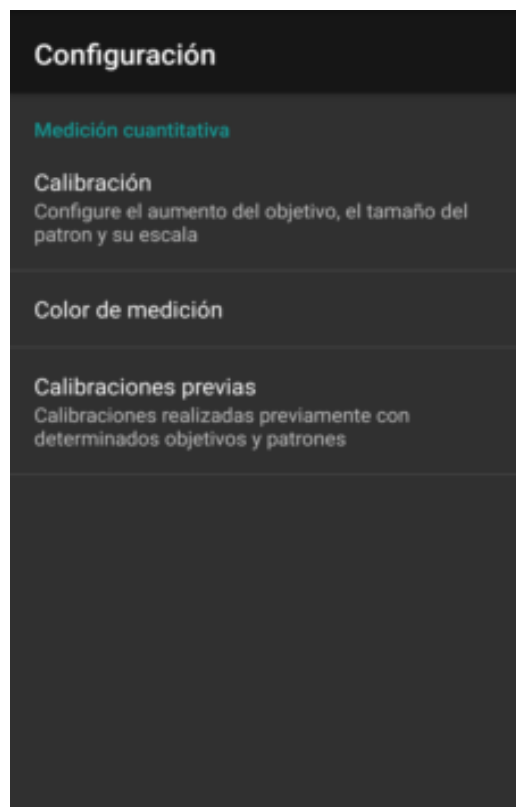 Configuración
Medición cuantitativa
Calibración
Configure el aumento del objetivo, el tamaño del
patron y su escala
Color de medición
Calibraciones previas
Calibraciones realizadas previamente con
determinados objetivos y patrones